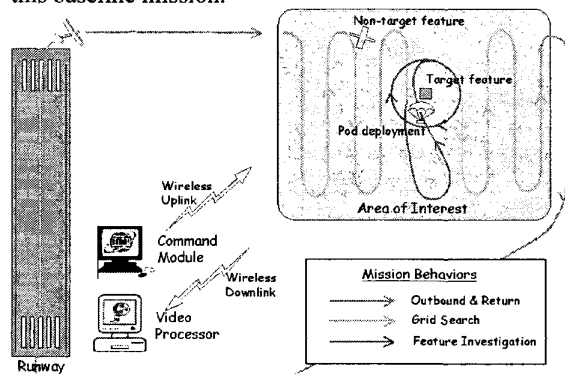 this baseline mission.
Non-target feature
Target feature
Pod deployment
Area of Interest
Wireless
Uplink
Command
Module
Wireless
Downlink
Video
Processor
Runway
Mission Behaviors
Outbound & Return
Grid Search
Feature Investigation